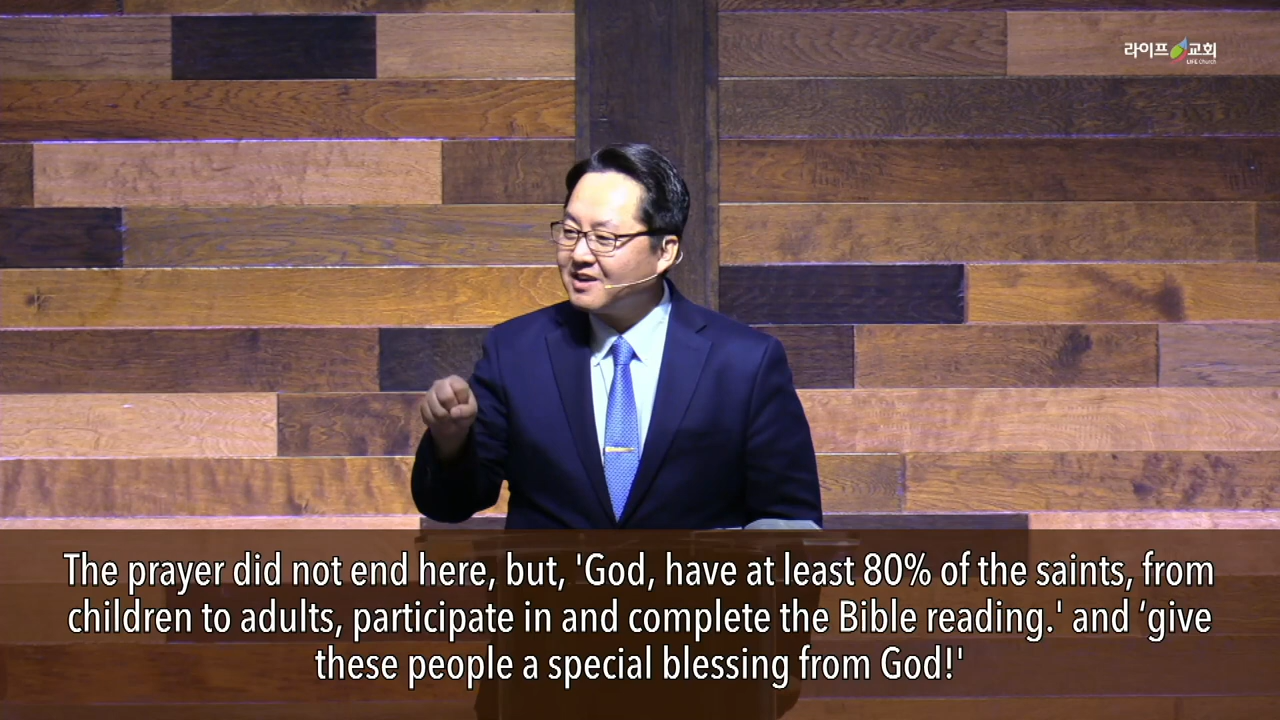 라이프 교회
LIFE Church
The prayer did not end here, but, 'God, have at least 80% of the saints, from
children to adults, participate in and complete the Bible reading.' and ‘give
these people a special blessing from God!'